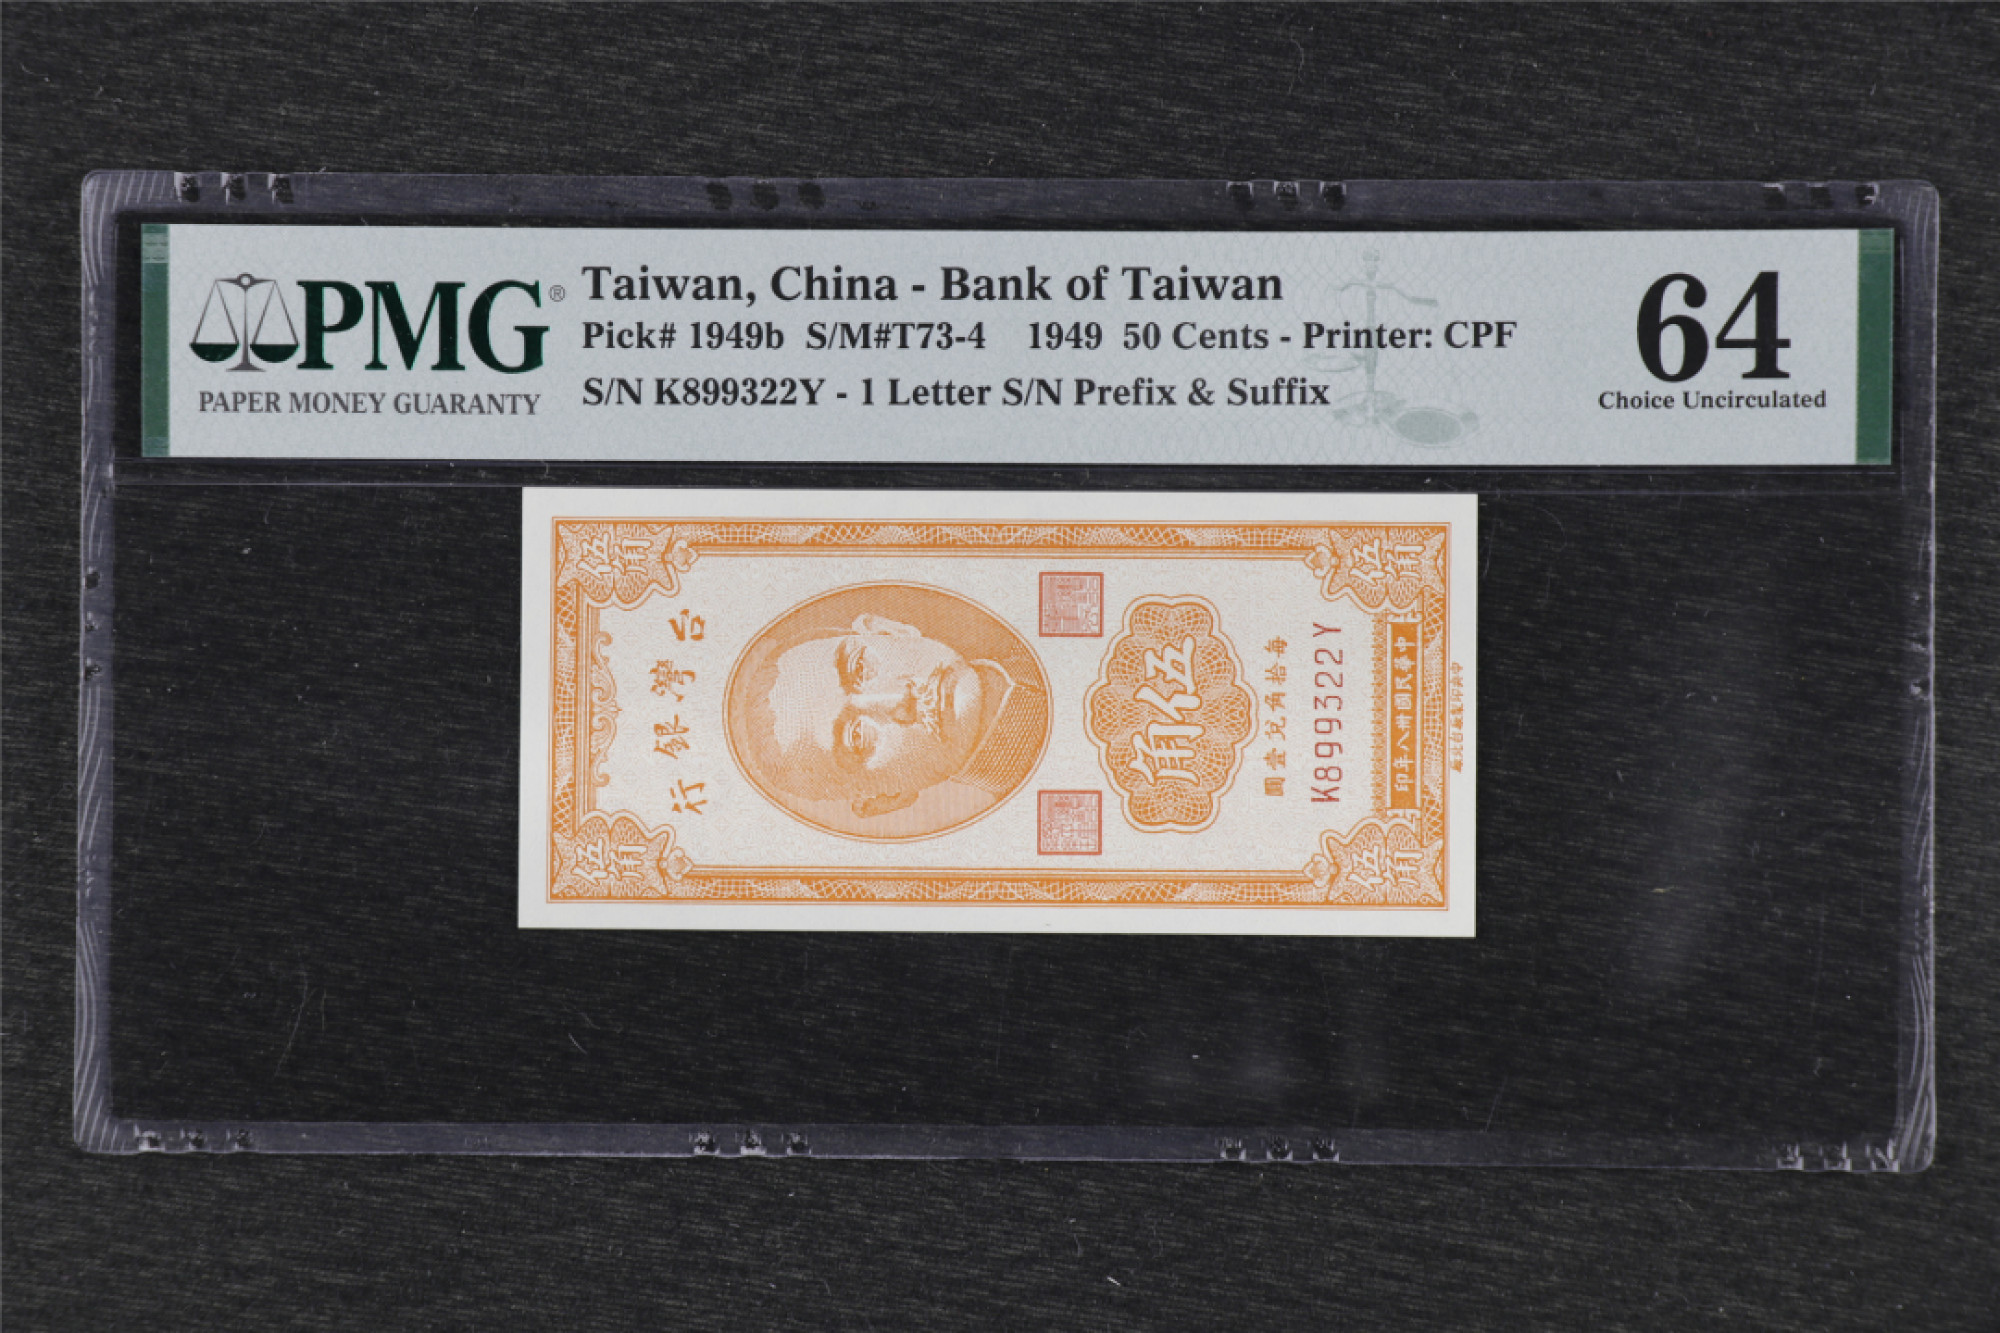 PMG®
PAPER MONEY GUARANTY
Taiwan, China - Bank of Taiwan
Pick# 1949b S/M#T73-4 1949 50 Cents - Printer: CPF
S/N K899322Y - 1 Letter S/N Prefix & Suffix
64
Choice Uncirculated
伍角
伍角
台灣銀行
伍角
每拾角兌壹圓
K899322Y
中華民國卅八年印
伍角
伍角